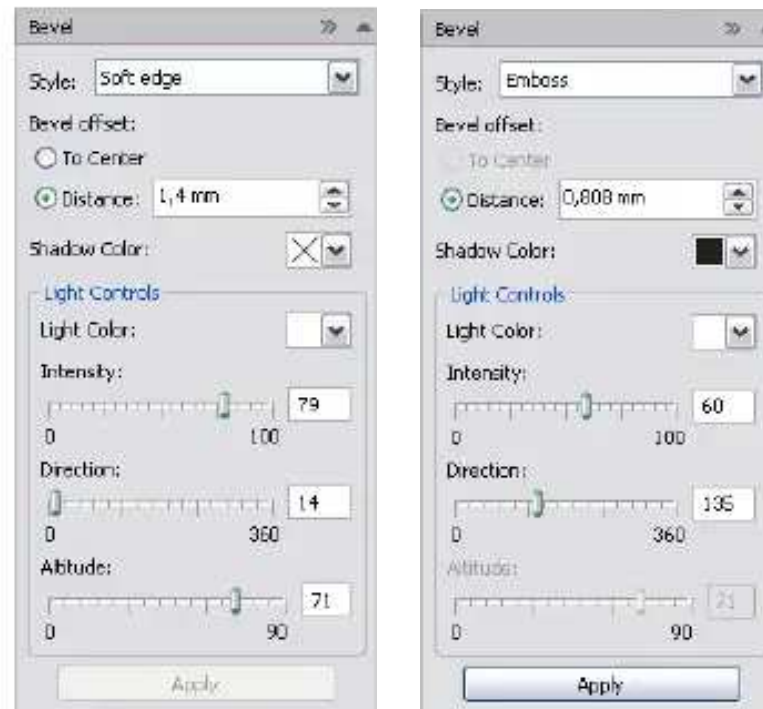 Bevel
Style: Soft edge
Bevel offset:
To Center
Distance: 1,4 mm
Shadow Color:
Light Controls
Light Color:
Intensity:
79
0 100
Direction:
14
0 360
Altitude:
71
0 90
Apply
Bevel
Style: Emboss
Bevel offset:
To Center
Distance: 0,808 mm
Shadow Color:
Light Controls
Light Color:
Intensity:
60
0 100
Direction:
135
0 360
Altitude:
71
0 90
Apply